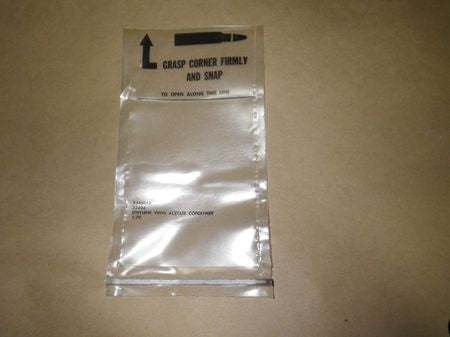 GRASP CORNER FIRMLY
AND SNAP
TO OPEN ALONG THIS LINE
ETHYLENE VINYL ACETATE COPOLYMER